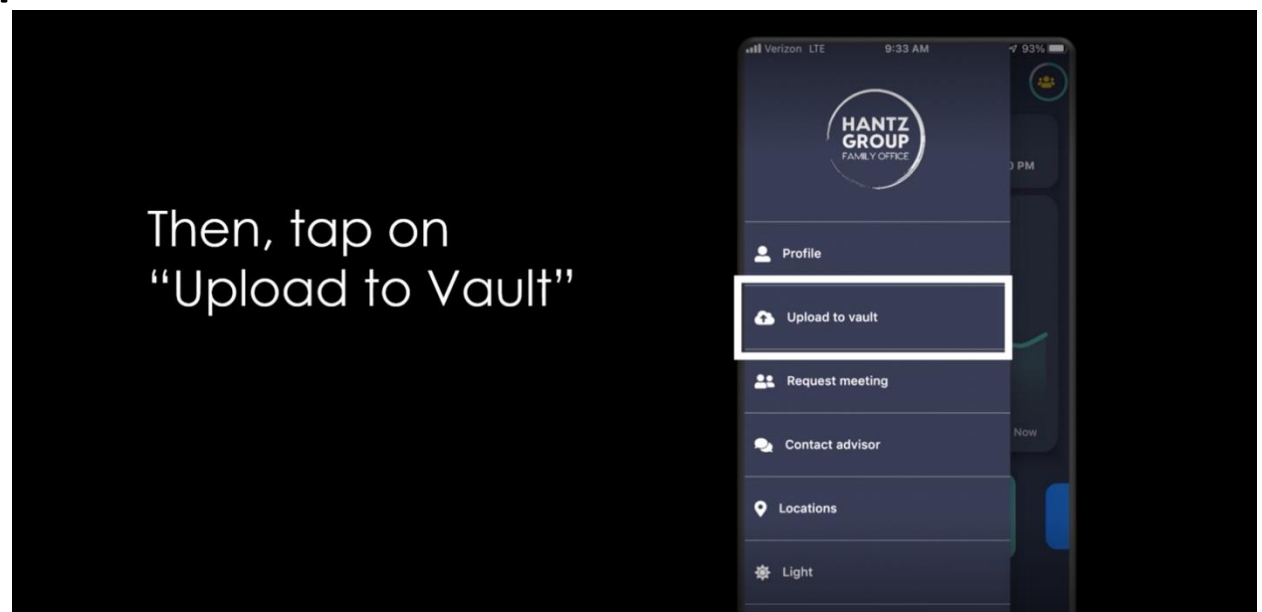 Then, tap on
“Upload to Vault”
Verizon LTE 9:33 AM 93%
HANTZ
GROUP
FAMILY OFFICE
PM
Profile
Upload to vault
Request meeting
Contact advisor
Now
Locations
Light